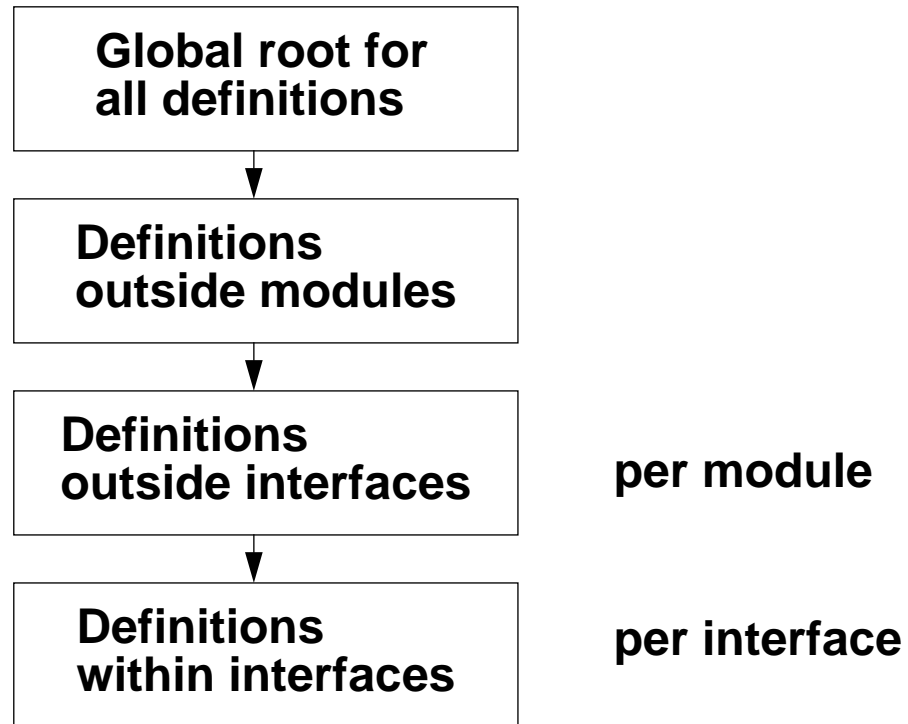 Global root for
all definitions
Definitions
outside modules
Definitions
outside interfaces
per module
Definitions
within interfaces
per interface